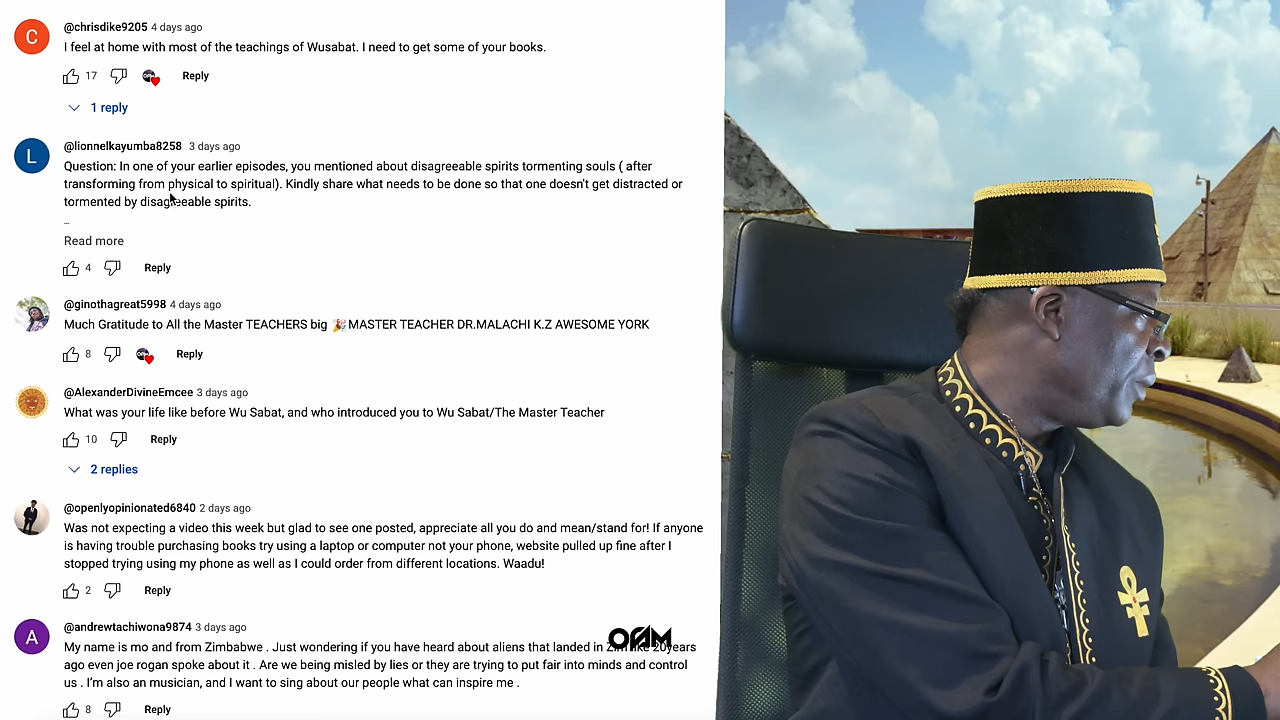 C
@chrisdike9205 4 days ago
I feel at home with most of the teachings of Wusabat. I need to get some of your books.
17 Reply
1 reply
L
@lionnelkayumba8258 3 days ago
Question: In one of your earlier episodes, you mentioned about disagreeable spirits tormenting souls ( after
transforming from physical to spiritual). Kindly share what needs to be done so that one doesn't get distracted or
tormented by disagreeable spirits.
_
Read more
4 Reply
@ginothagreat5998 4 days ago
Much Gratitude to All the Master TEACHERS big 🎉MASTER TEACHER DR.MALACHI K.Z AWESOME YORK
8 Reply
@AlexanderDivineEmcee 3 days ago
What was your life like before Wu Sabat, and who introduced you to Wu Sabat/The Master Teacher
10 Reply
2 replies
@openlyopinionated6840 2 days ago
Was not expecting a video this week but glad to see one posted, appreciate all you do and mean/stand for! If anyone
is having trouble purchasing books try using a laptop or computer not your phone, website pulled up fine after I
stopped trying using my phone as well as I could order from different locations. Waadu!
2 Reply
A
@andrewtachiwona9874 3 days ago
My name is mo and from Zimbabwe . Just wondering if you have heard about aliens that landed in 20years
ago even joe rogan spoke about it . Are we being misled by lies or they are trying to put fair into minds and control
us . I'm also an musician, and I want to sing about our people what can inspire me .
8 Reply